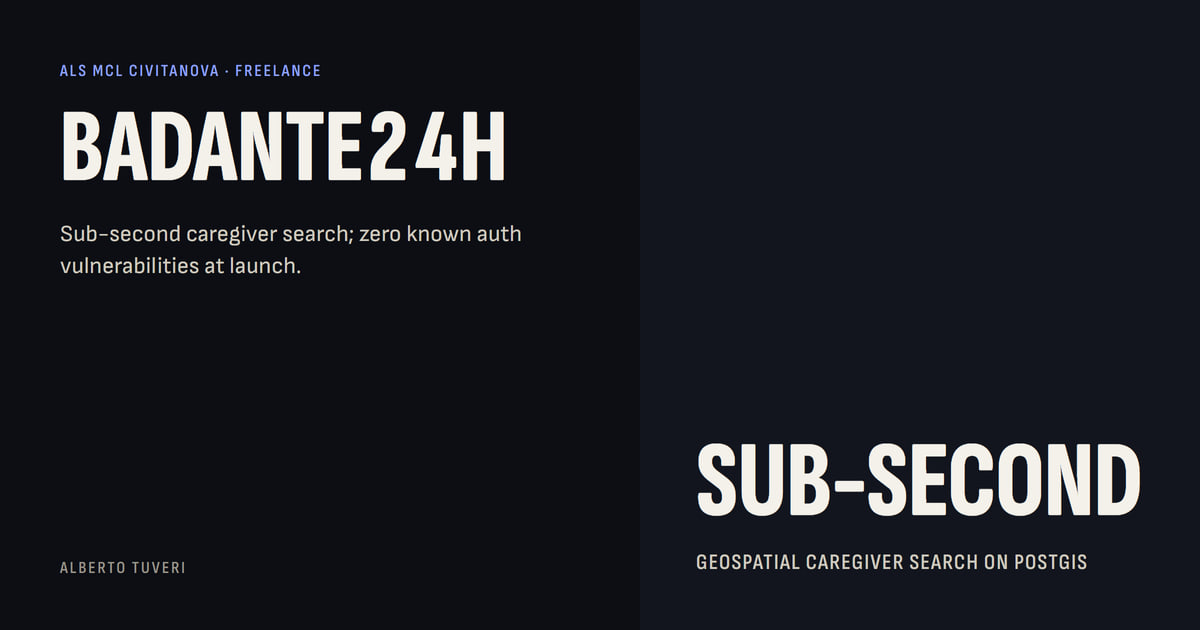 ALS MCL CIVITANOVA · FREELANCE
BADANTE24H
Sub-second caregiver search; zero known auth
vulnerabilities at launch.
ALBERTO TUVERI
SUB-SECOND
GEOSPATIAL CAREGIVER SEARCH ON POSTGIS